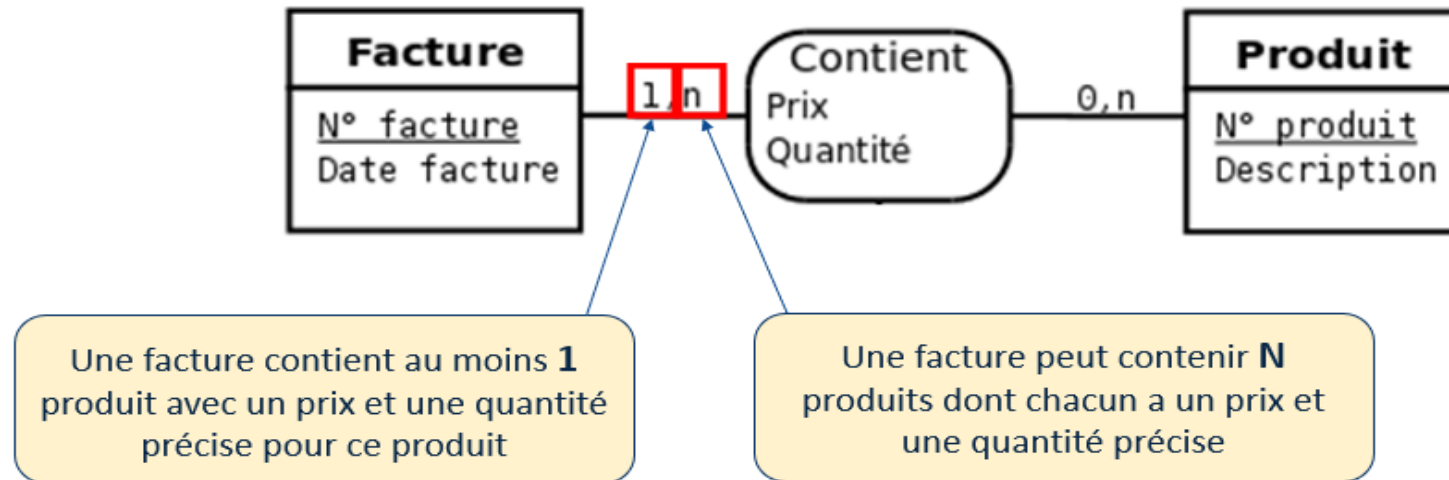 Facture
N° facture
Date facture
1,n
Contient
Prix
Quantité
0,n
Produit
N° produit
Description
Une facture contient au moins 1
produit avec un prix et une quantité
précise pour ce produit
Une facture peut contenir N
produits dont chacun a un prix et
une quantité précise